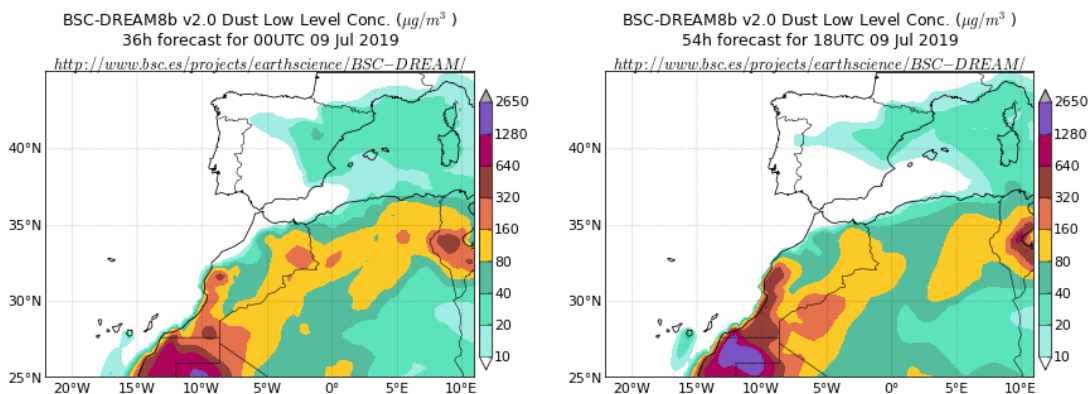 BSC-DREAM8b v2.0 Dust Low Level Conc. (μg/m³ )
36h forecast for 00UTC 09 Jul 2019
http://www.bsc.es/projects/earthscience/BSC−DREAM/
40°N
35°N
30°N
25°N
20°W 15°W 10°W 5°W 0°E 5°E 10°E
2650
1280
640
320
160
80
40
20
10
BSC-DREAM8b v2.0 Dust Low Level Conc. (μg/m³ )
54h forecast for 18UTC 09 Jul 2019
http://www.bsc.es/projects/earthscience/BSC−DREAM/
40°N
35°N
30°N
25°N
20°W 15°W 10°W 5°W 0°E 5°E 10°E
2650
1280
640
320
160
80
40
20
10